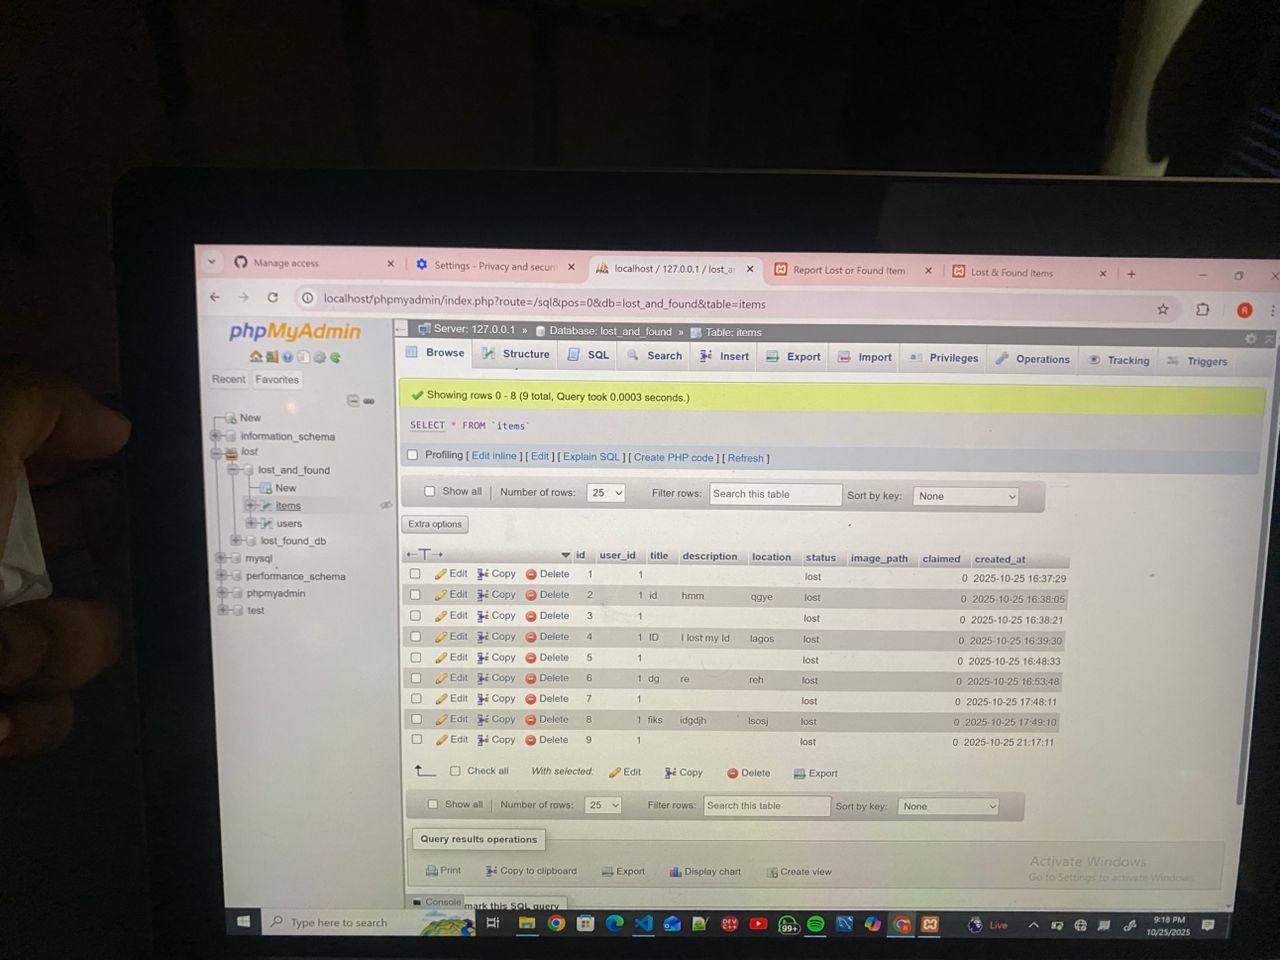 Manage access
Settings - Privacy and securi
localhost / 127.0.0.1 / lost_a
Report Lost or Found Item
Lost & Found Items
localhost/phpmyadmin/index.php?route=/sql&pos=0&db=lost_and_found&table=items
phpMyAdmin
Recent Favorites
New
information_schema
lost
lost_and_found
New
items
users
lost_found_db
mysql
performance_schema
phpmyadmin
test
Server: 127.0.0.1 » Database: lost_and_found » Table: items
Browse Structure SQL Search Insert Export Import Privileges Operations Tracking Triggers
Showing rows 0 - 8 (9 total, Query took 0.0003 seconds.)
SELECT * FROM `items`
Profiling [ Edit inline ] [ Edit ] [ Explain SQL ] [ Create PHP code ] [ Refresh ]
Show all | Number of rows: 25 Filter rows: Search this table Sort by key: None
Extra options
id user_id title description location status image_path claimed created_at
Edit Copy Delete 1 1 lost 0 2025-10-25 16:37:29
Edit Copy Delete 2 1 id hmm qgye lost 0 2025-10-25 16:38:05
Edit Copy Delete 3 1 lost 0 2025-10-25 16:38:21
Edit Copy Delete 4 1 ID I lost my Id lagos lost 0 2025-10-25 16:39:30
Edit Copy Delete 5 1 lost 0 2025-10-25 16:48:33
Edit Copy Delete 6 1 dg re reh lost 0 2025-10-25 16:53:48
Edit Copy Delete 7 1 lost 0 2025-10-25 17:48:11
Edit Copy Delete 8 1 fiks idgdjh lsosj lost 0 2025-10-25 17:49:10
Edit Copy Delete 9 1 lost 0 2025-10-25 21:17:11
Check all With selected: Edit Copy Delete Export
Show all | Number of rows: 25 Filter rows: Search this table Sort by key: None
Query results operations
Print Copy to clipboard Export Display chart Create view
Activate Windows
Go to Settings to activate Windows.
Console
mark this SQL query
Type here to search
DEV
99+
Live
9:18 PM
10/25/2025